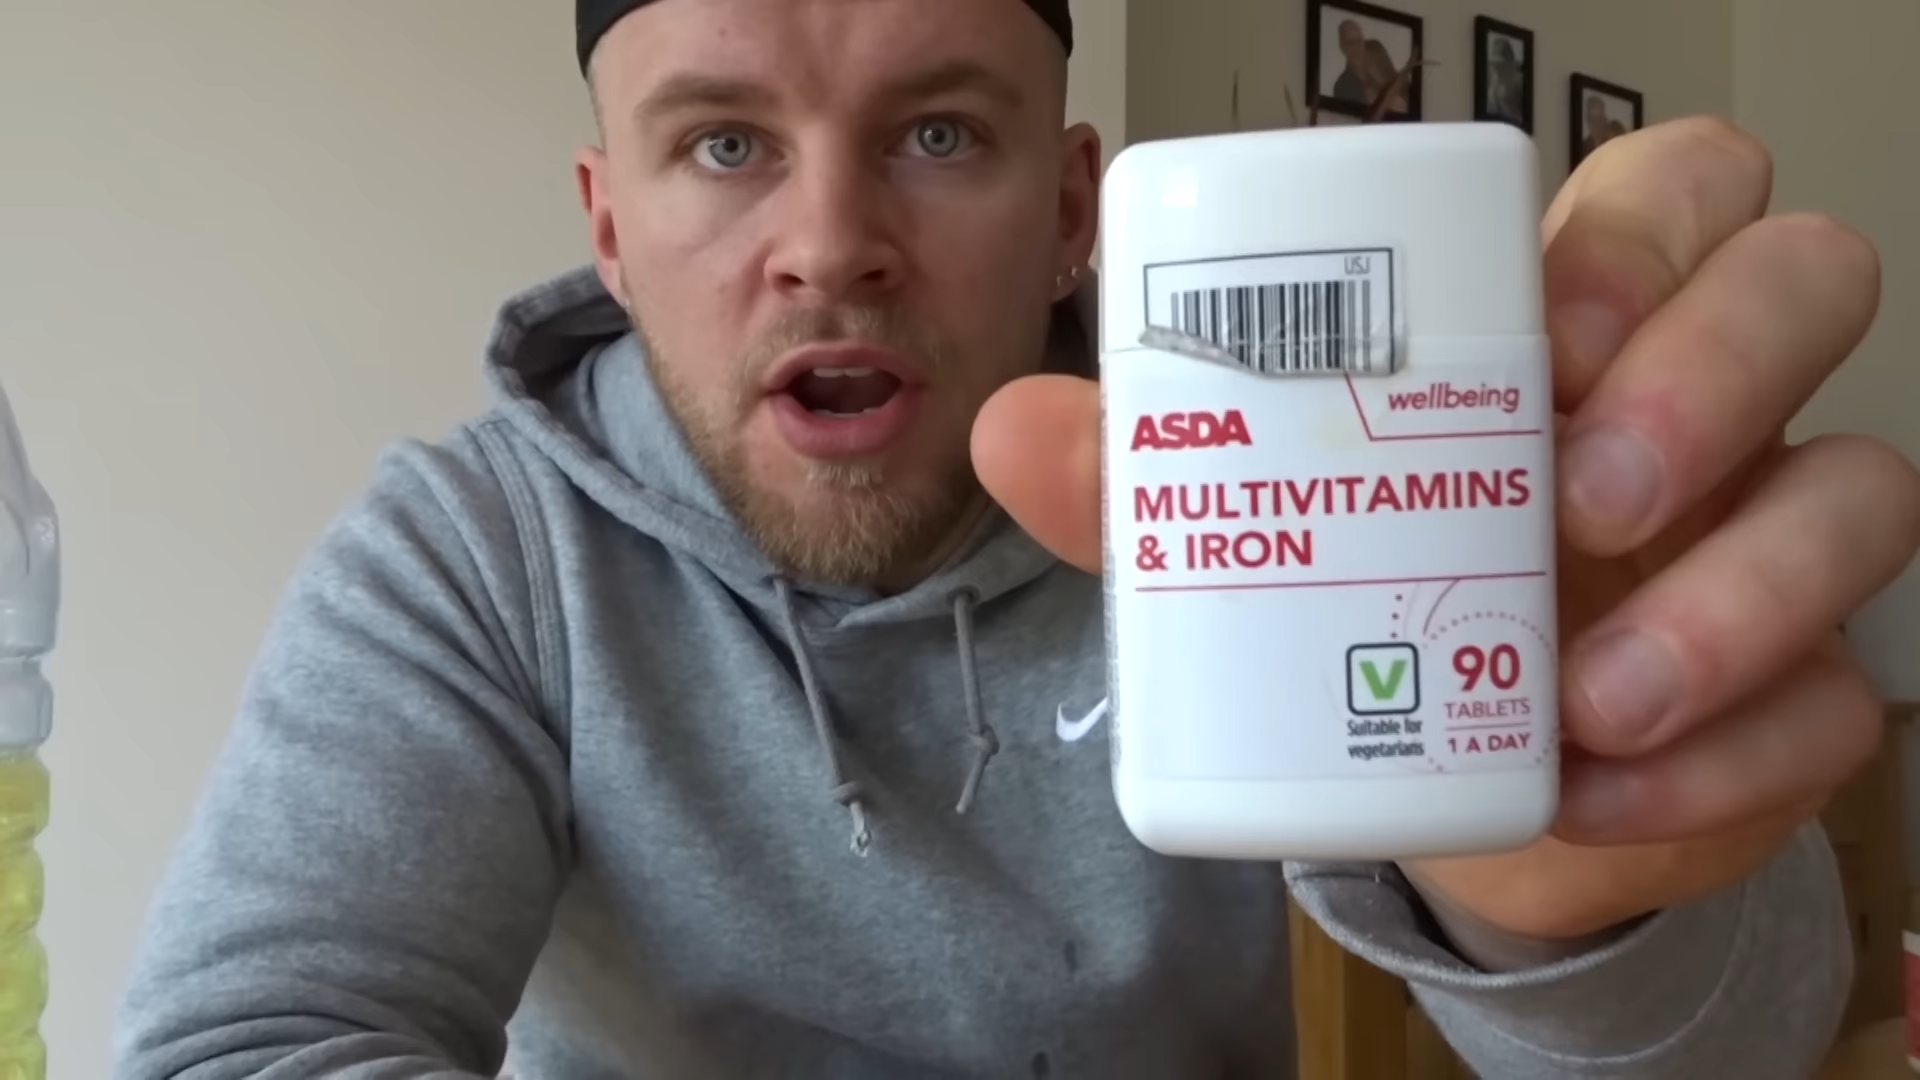 USJ
wellbeing
ASDA
MULTIVITAMINS
& IRON
90
TABLETS
1 A DAY
Suitable for
vegetarians